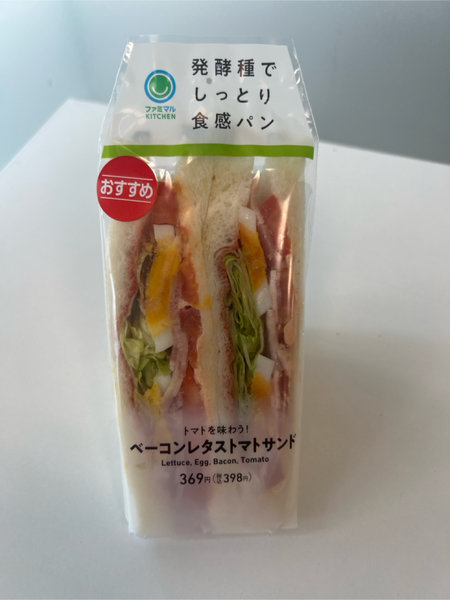 発酵種で
しっとり
食感パン
ファミマル
KITCHEN
おすすめ
トマトを味わう!
ベーコンレタストマトサンド
Lettuce, Egg, Bacon, Tomato
369円(税込398円)